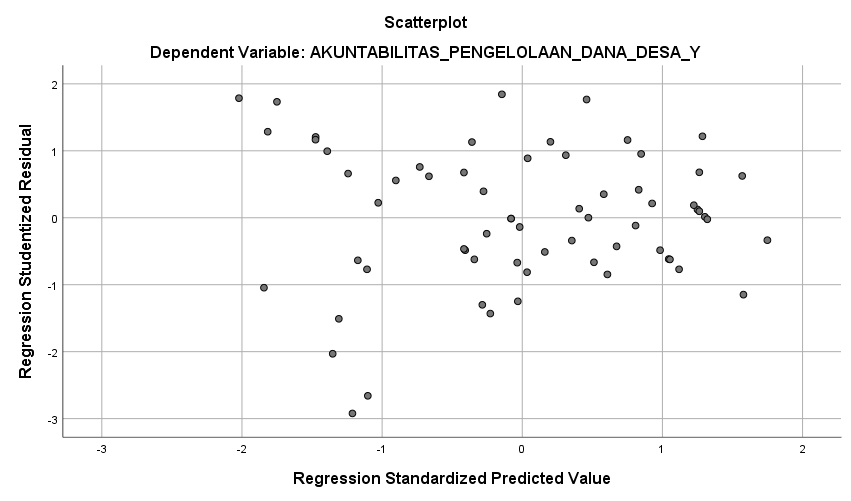 Scatterplot
Dependent Variable: AKUNTABILITAS_PENGELOLAAN_DANA_DESA_Y
Regression Studentized Residual
2
1
0
-1
-2
-3
-3 -2 -1 0 1 2
Regression Standardized Predicted Value